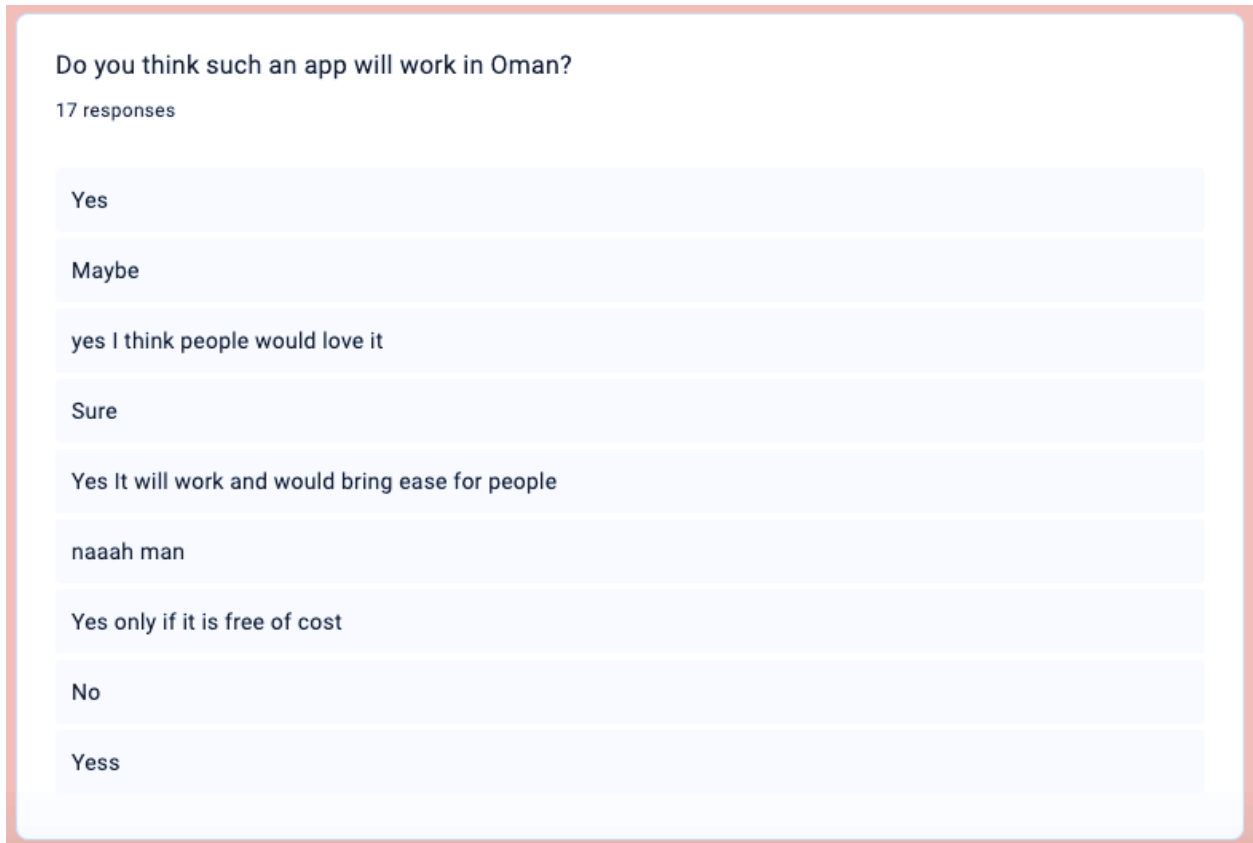 Do you think such an app will work in Oman?
17 responses
Yes
Maybe
yes I think people would love it
Sure
Yes It will work and would bring ease for people
naaah man
Yes only if it is free of cost
No
Yess